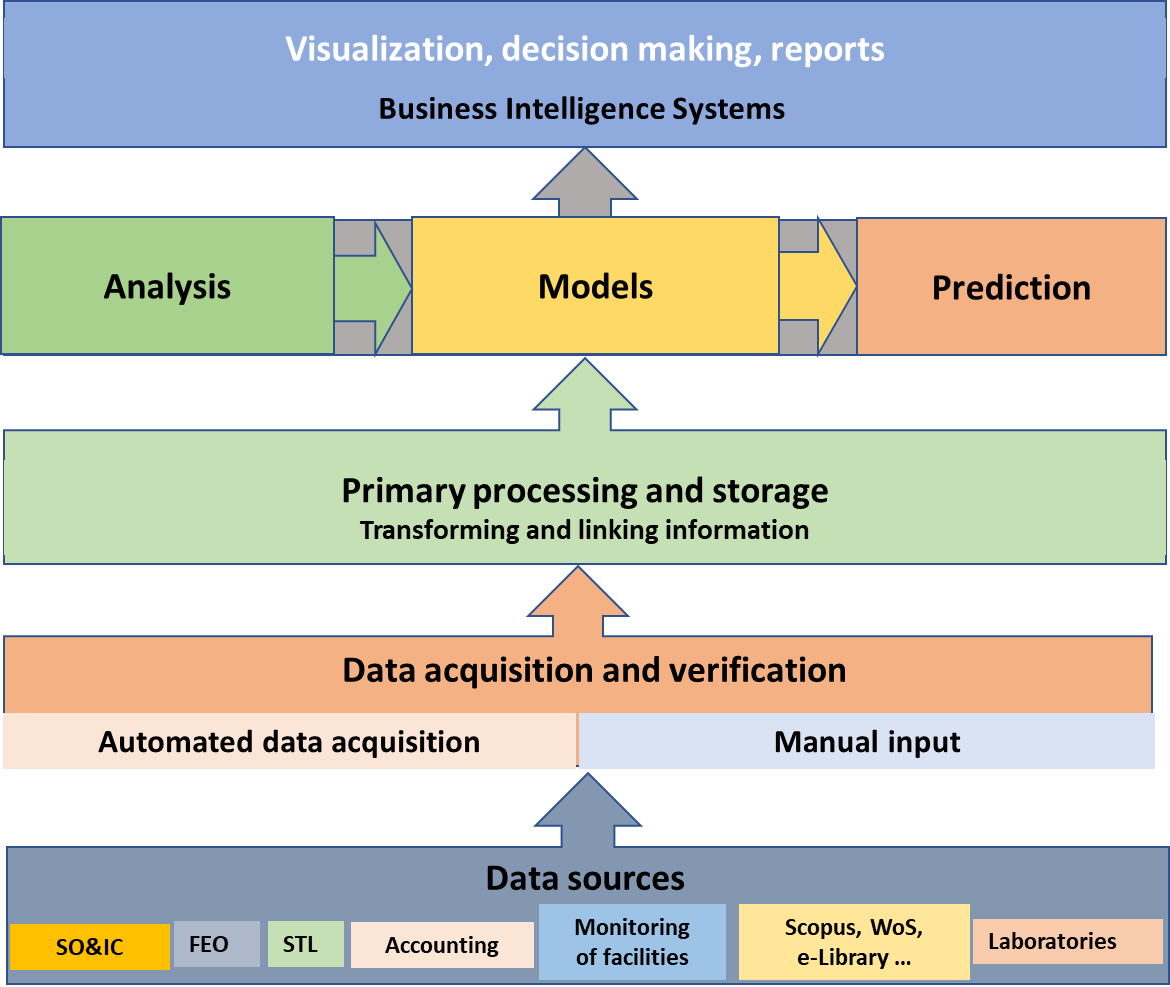 Visualization, decision making, reports
Business Intelligence Systems
Analysis
Models
Prediction
Primary processing and storage
Transforming and linking information
Data acquisition and verification
Automated data acquisition
Manual input
Data sources
SO&IC
FEO
STL
Accounting
Monitoring
of facilities
Scopus, WoS,
e-Library ...
Laboratories